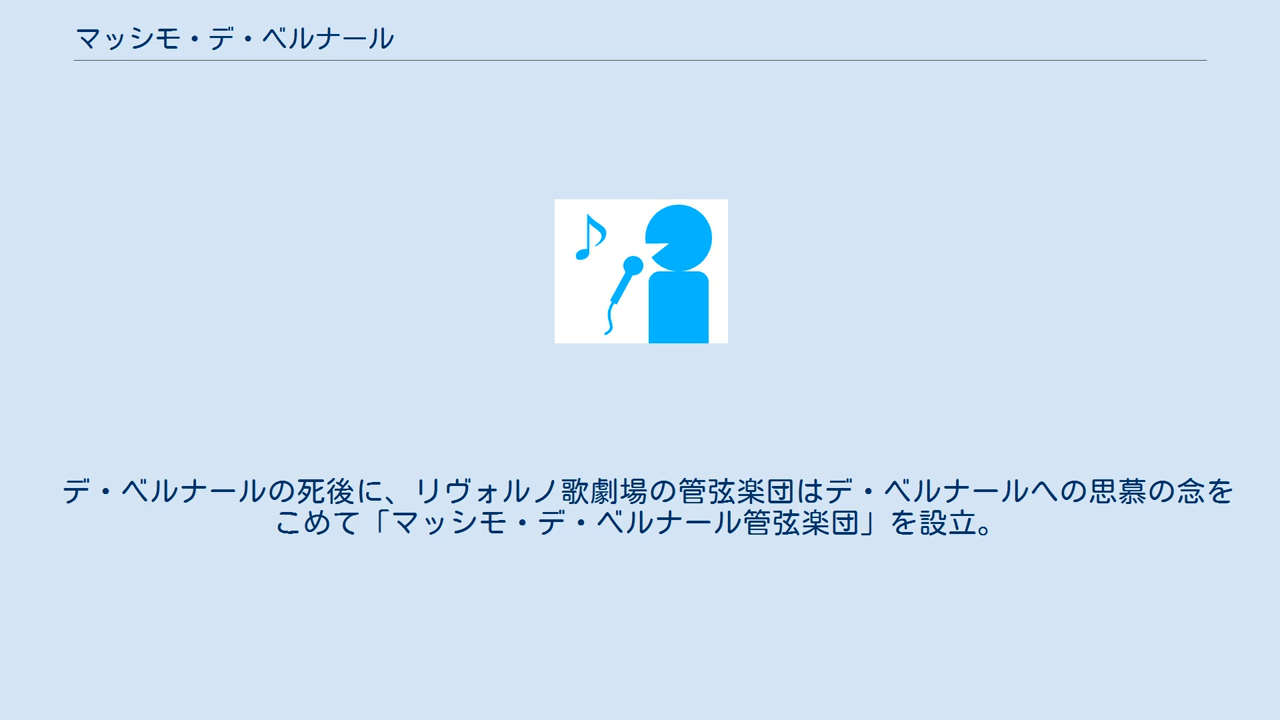 マッシモ・デ・ベルナール
デ・ベルナールの死後に、リヴォルノ歌劇場の管弦楽団はデ・ベルナールへの思慕の念を
こめて「マッシモ・デ・ベルナール管弦楽団」を設立。